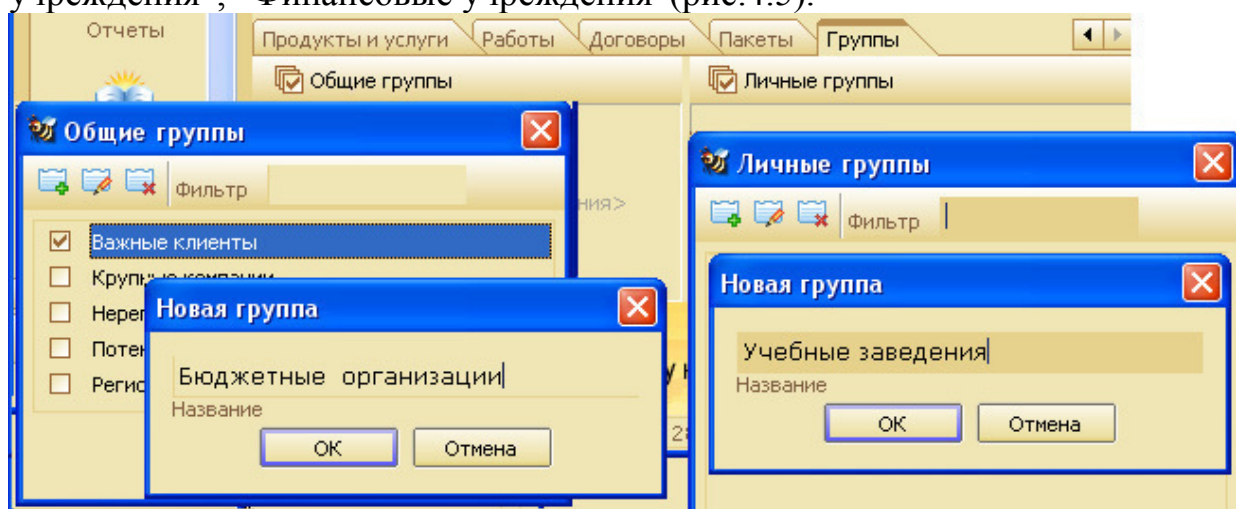 учреждения", "Финансовые учреждения"(рис.4.5).
Отчеты
Продукты и услуги Работы Договоры Пакеты Группы
Общие группы Личные группы
Общие группы
Фильтр
Важные клиенты
Крупные компании
Новая группа
Бюджетные организации
Название
ОК Отмена
Личные группы
Фильтр
Новая группа
Учебные заведения
Название
ОК Отмена